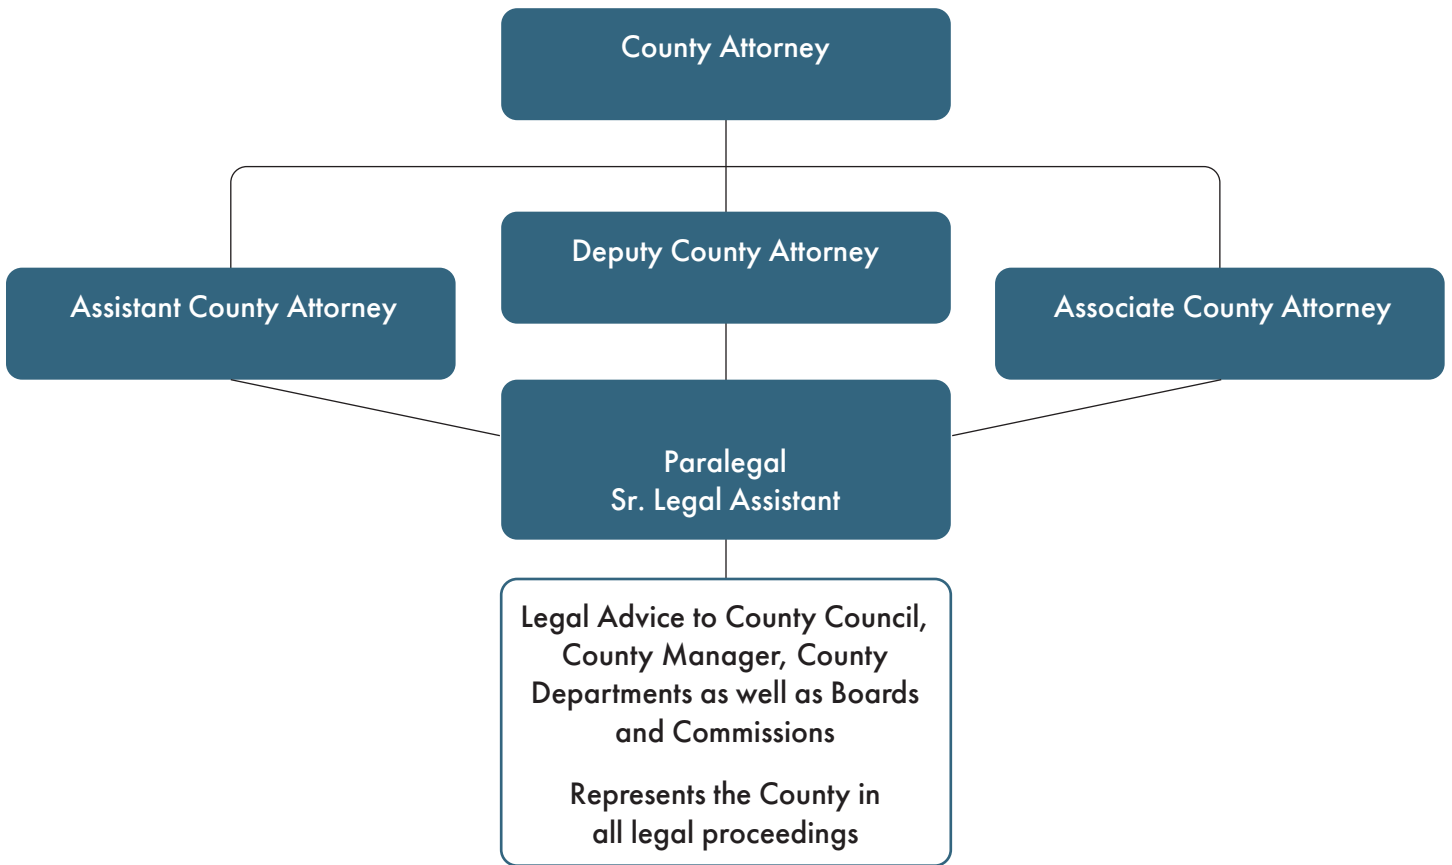 County Attorney
Deputy County Attorney
Assistant County Attorney
Associate County Attorney
Paralegal
Sr. Legal Assistant
Legal Advice to County Council,
County Manager, County
Departments as well as Boards
and Commissions
Represents the County in
all legal proceedings